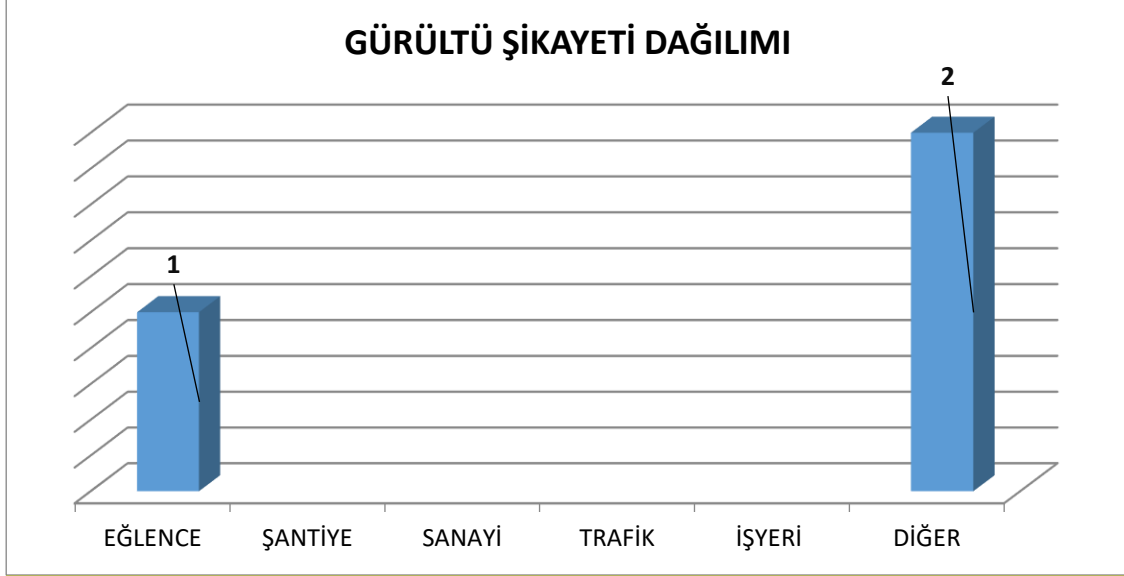 GÜRÜLTÜ ŞİKAYETİ DAĞILIMI
2
1
EĞLENCE ŞANTİYE SANAYİ TRAFİK İŞYERİ DİĞER